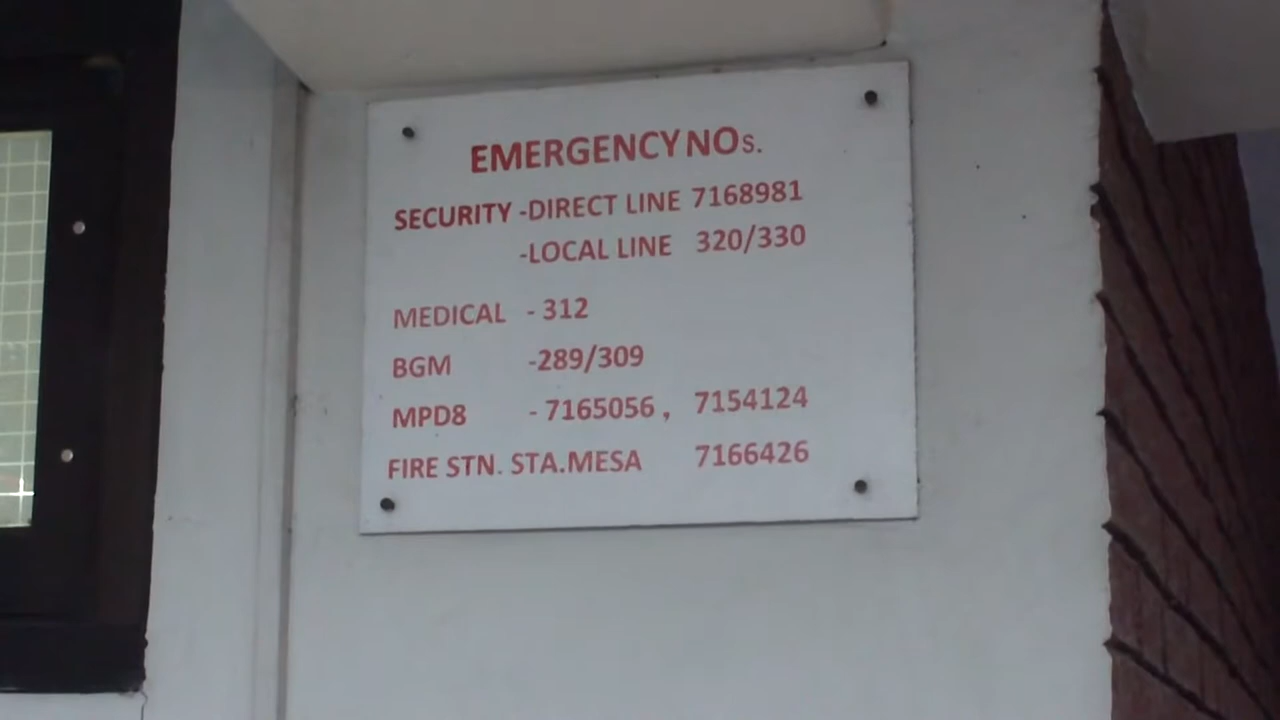 EMERGENCY NOs.
SECURITY -DIRECT LINE 7168981
-LOCAL LINE 320/330
MEDICAL - 312
BGM -289/309
MPD8 - 7165056 , 7154124
FIRE STN. STA.MESA 7166426